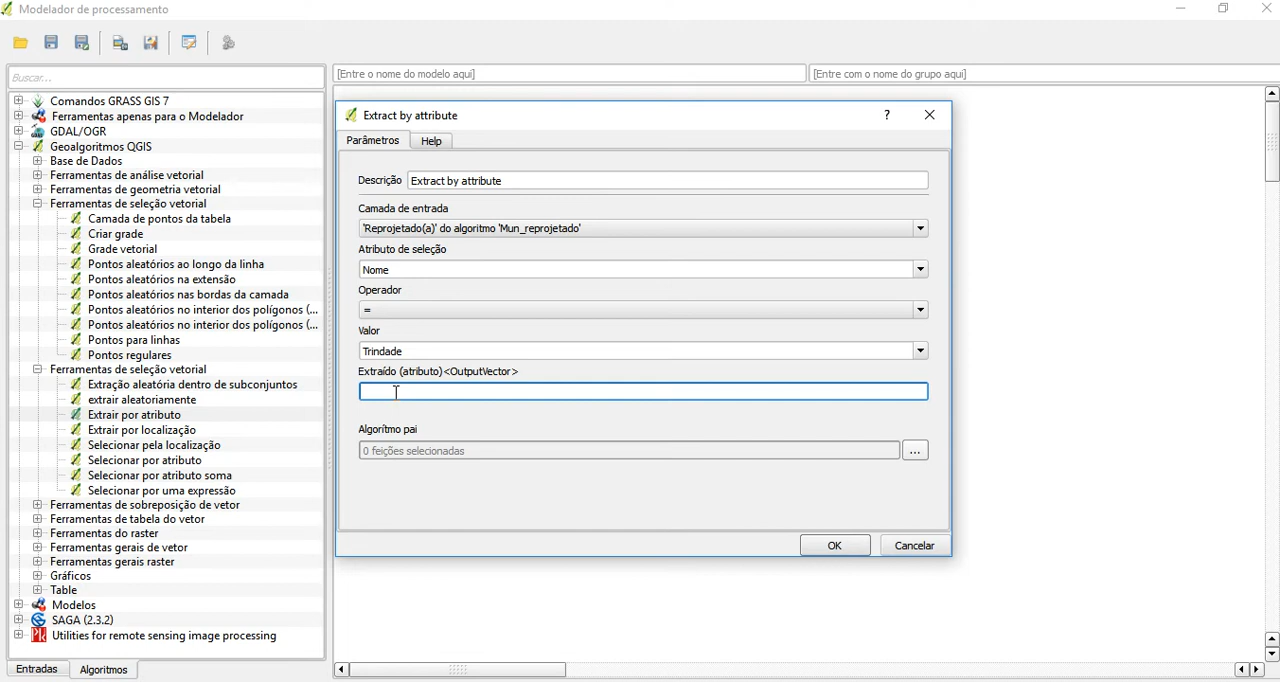 Modelador de processamento
Buscar...
[Entre o nome do modelo aqui]
[Entre com o nome do grupo aqui]
Comandos GRASS GIS 7
Ferramentas apenas para o Modelador
GDAL/OGR
Geoalgoritmos QGIS
Base de Dados
Ferramentas de análise vetorial
Ferramentas de geometria vetorial
Ferramentas de seleção vetorial
Camada de pontos da tabela
Criar grade
Grade vetorial
Pontos aleatórios ao longo da linha
Pontos aleatórios na extensão
Pontos aleatórios nas bordas da camada
Pontos aleatórios no interior dos polígonos (...
Pontos aleatórios no interior dos polígonos (...
Pontos para linhas
Pontos regulares
Ferramentas de seleção vetorial
Extração aleatória dentro de subconjuntos
extrair aleatoriamente
Extrair por atributo
Extrair por localização
Selecionar pela localização
Selecionar por atributo
Selecionar por atributo soma
Selecionar por uma expressão
Ferramentas de sobreposição de vetor
Ferramentas de tabela do vetor
Ferramentas do raster
Ferramentas gerais de vetor
Ferramentas gerais raster
Gráficos
Table
Modelos
SAGA (2.3.2)
Utilities for remote sensing image processing
Entradas
Algoritmos
Extract by attribute
?
Parâmetros
Help
Descrição
Extract by attribute
Camada de entrada
'Reprojetado(a)' do algoritmo 'Mun_reprojetado'
Atributo de seleção
Nome
Operador
=
Valor
Trindade
Extraído (atributo)<OutputVector>
Algorítmo pai
0 feições selecionadas
...
OK
Cancelar